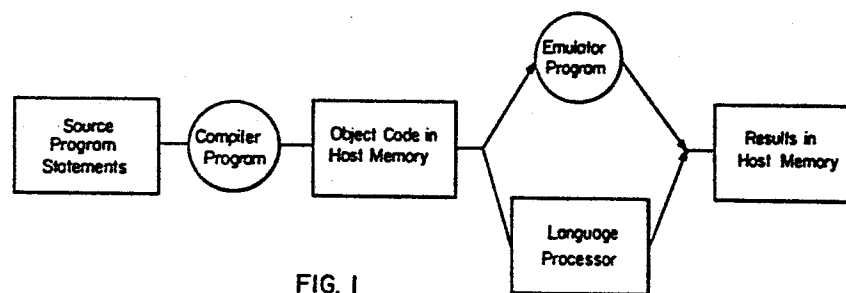 Source
Program
Statements
Compiler
Program
Object Code in
Host Memory
Emulator
Program
Language
Processor
Results in
Host Memory
FIG. 1